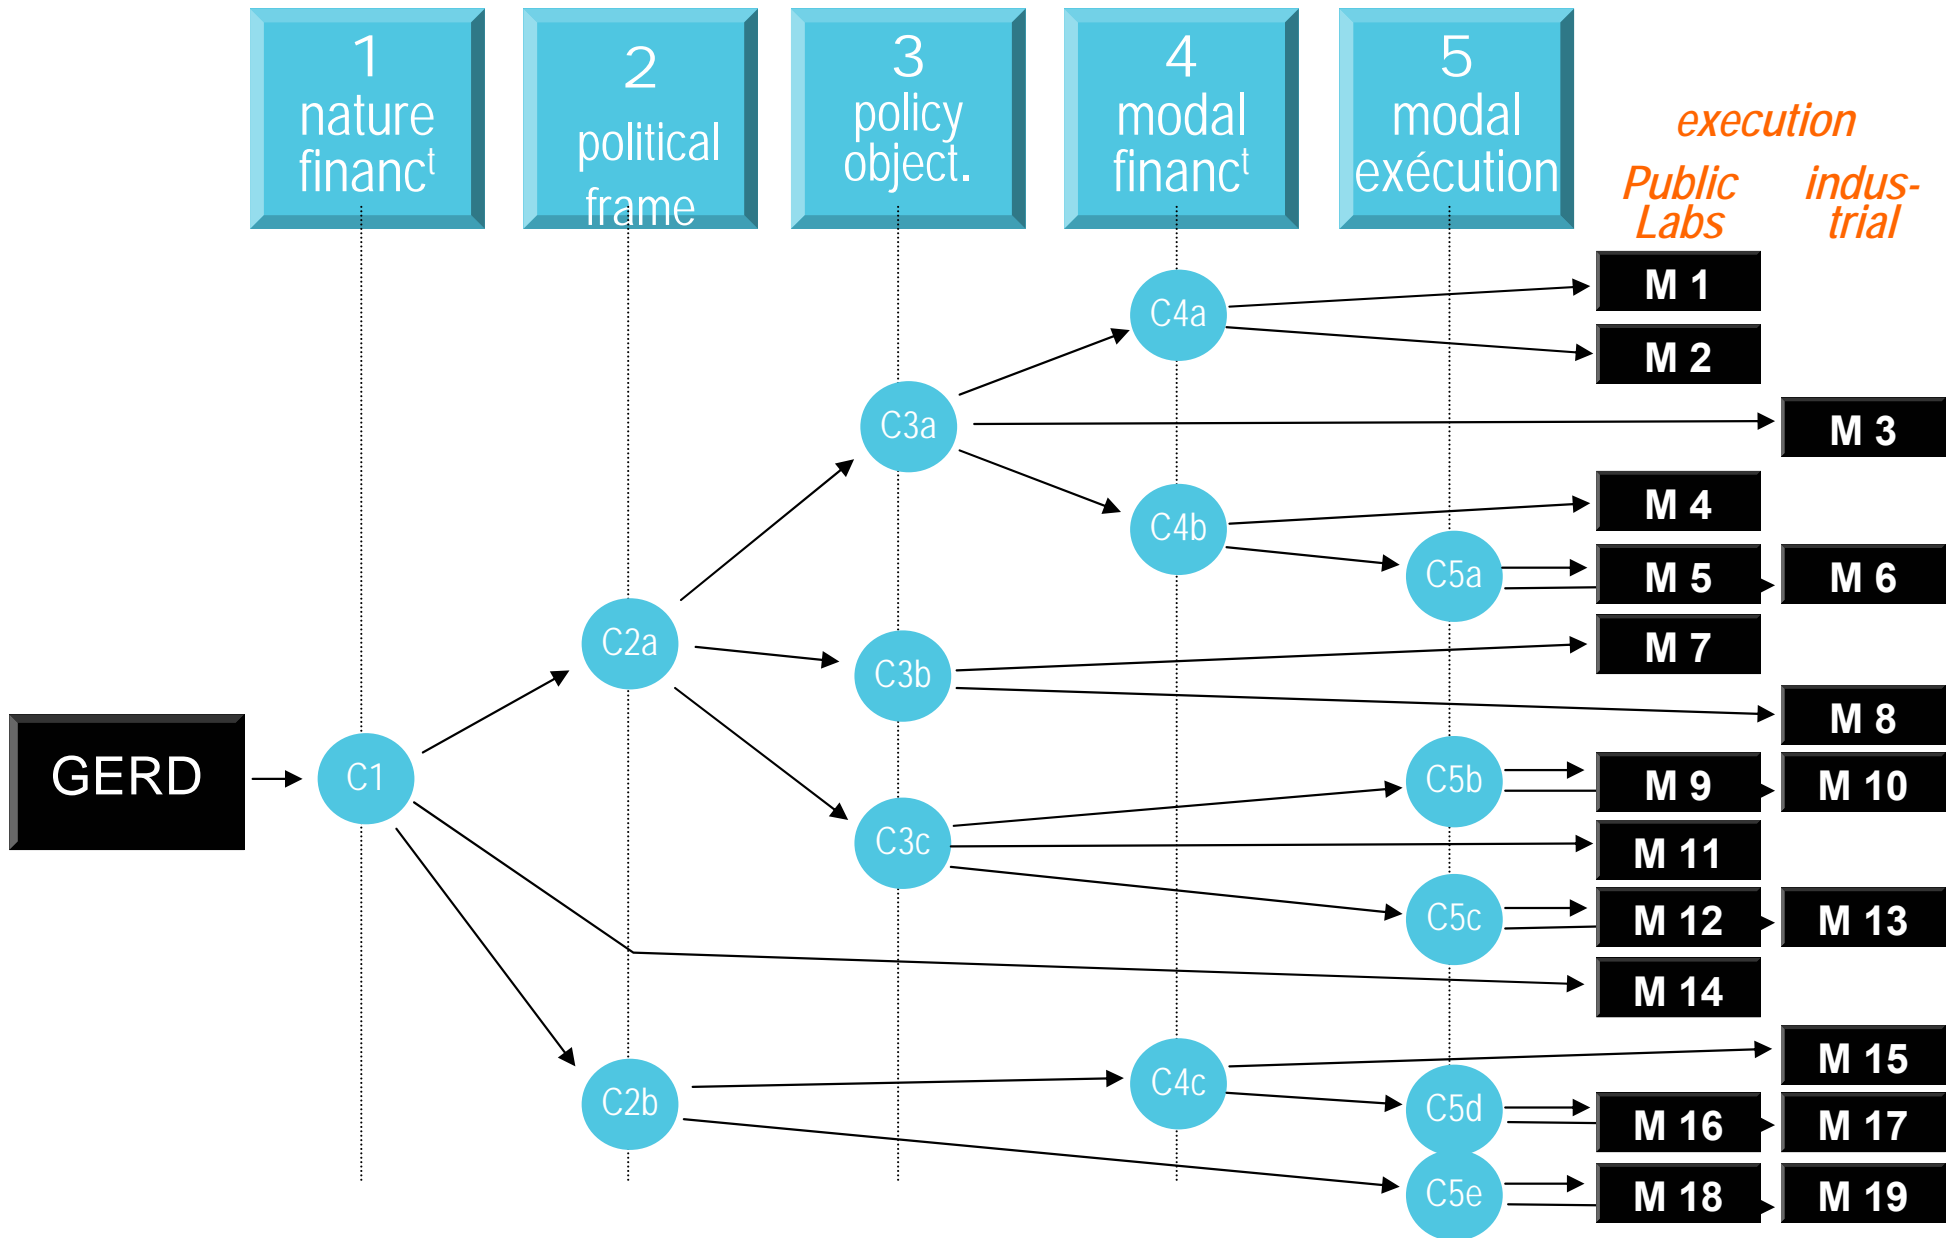 1
nature
financᵗ
2
political
frame
3
policy
object.
4
modal
financᵗ
5
modal
exécution
execution
Public
Labs
indus-
trial
M 1
C4a
M 2
C3a
M 3
M 4
C4b
C5a
M 5
M 6
C2a
M 7
C3b
M 8
GERD
C1
C5b
M 9
M 10
C3c
M 11
C5c
M 12
M 13
M 14
M 15
C4c
C2b
C5d
M 16
M 17
C5e
M 18
M 19